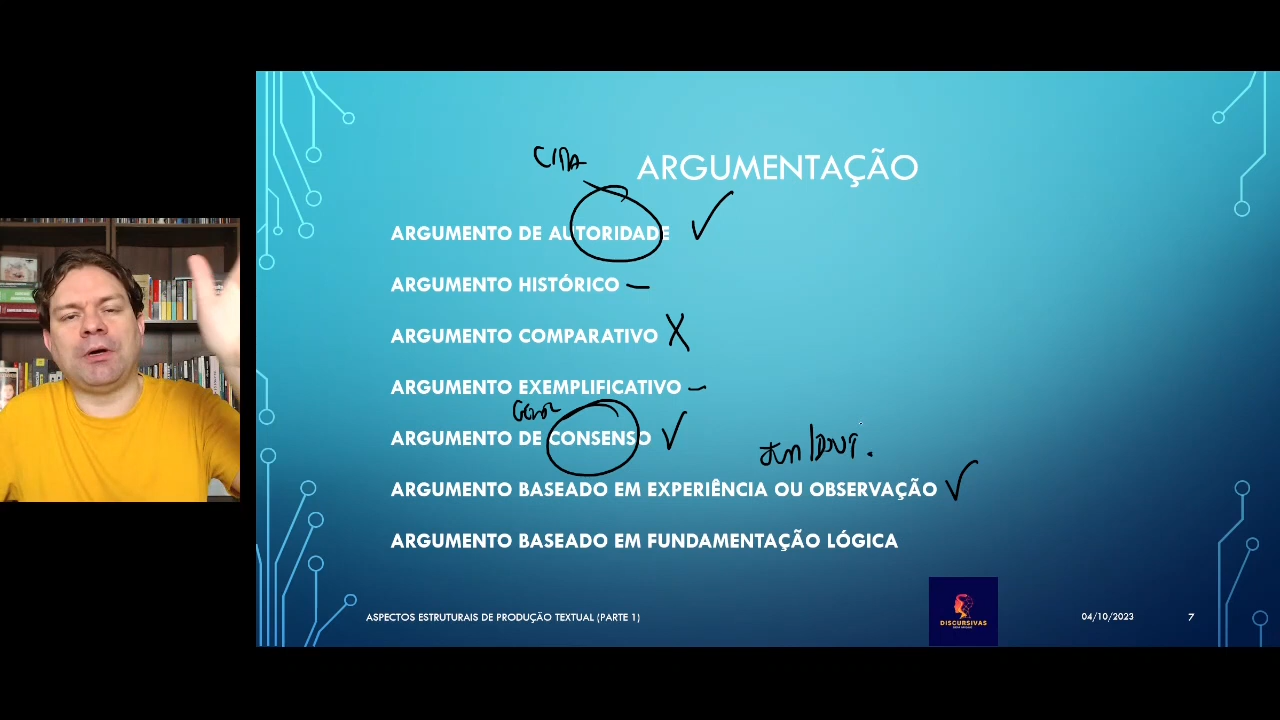 ARGUMENTAÇÃO
ARGUMENTO DE AUTORIDADE
ARGUMENTO HISTÓRICO
ARGUMENTO COMPARATIVO X
ARGUMENTO EXEMPLIFICATIVO
ARGUMENTO DE CONSENSO
ARGUMENTO BASEADO EM EXPERIÊNCIA OU OBSERVAÇÃO
ARGUMENTO BASEADO EM FUNDAMENTAÇÃO LÓGICA
ASPECTOS ESTRUTURAIS DE PRODUÇÃO TEXTUAL (PARTE 1)
DISCURSIVAS
04/10/2023
7